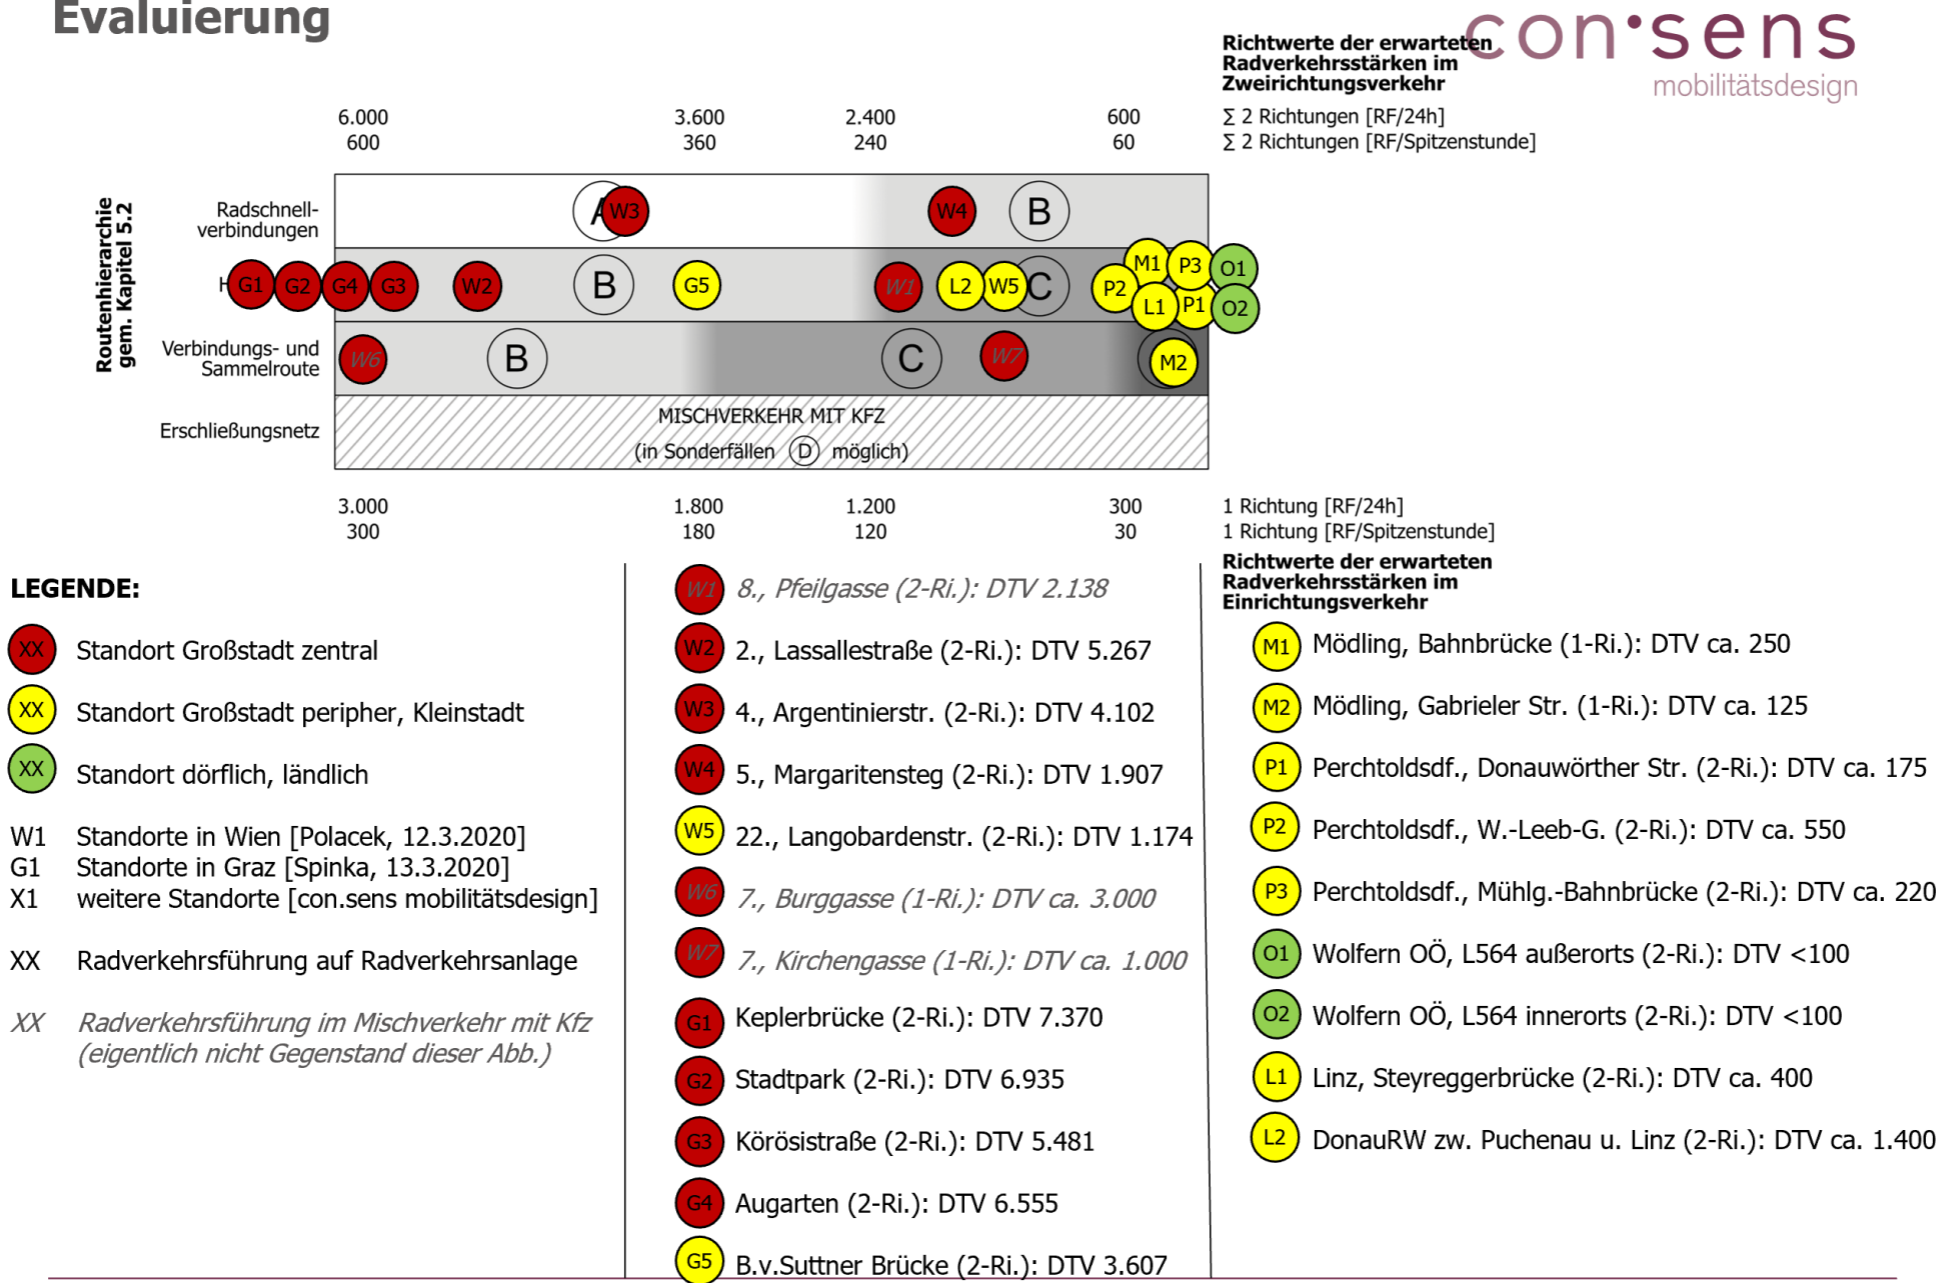 Evaluierung
con•sens
mobilitätsdesign
Richtwerte der erwarteten
Radverkehrsstärken im
Zweirichtungsverkehr
6.000 3.600 2.400 600 Σ 2 Richtungen [RF/24h]
600 360 240 60 Σ 2 Richtungen [RF/Spitzenstunde]
Routenhierarchie
gem. Kapitel 5.2
Radschnell-
verbindungen
A W3 W4 B
H G1 G2 G4 G3 W2 B G5 W1 L2 W5 C P2 M1 P3 O1
L1 P1 O2
Verbindungs- und
Sammelroute
W6 B C W7 M2
Erschließungsnetz
MISCHVERKEHR MIT KFZ
(in Sonderfällen D möglich)
3.000 1.800 1.200 300 1 Richtung [RF/24h]
300 180 120 30 1 Richtung [RF/Spitzenstunde]
Richtwerte der erwarteten
Radverkehrsstärken im
Einrichtungsverkehr
LEGENDE:
XX Standort Großstadt zentral
XX Standort Großstadt peripher, Kleinstadt
XX Standort dörflich, ländlich
W1 Standorte in Wien [Polacek, 12.3.2020]
G1 Standorte in Graz [Spinka, 13.3.2020]
X1 weitere Standorte [con.sens mobilitätsdesign]
XX Radverkehrsführung auf Radverkehrsanlage
XX Radverkehrsführung im Mischverkehr mit Kfz
(eigentlich nicht Gegenstand dieser Abb.)
W1 8., Pfeilgasse (2-Ri.): DTV 2.138
W2 2., Lassallestraße (2-Ri.): DTV 5.267
W3 4., Argentinierstr. (2-Ri.): DTV 4.102
W4 5., Margaritensteg (2-Ri.): DTV 1.907
W5 22., Langobardenstr. (2-Ri.): DTV 1.174
W6 7., Burggasse (1-Ri.): DTV ca. 3.000
W7 7., Kirchengasse (1-Ri.): DTV ca. 1.000
G1 Keplerbrücke (2-Ri.): DTV 7.370
G2 Stadtpark (2-Ri.): DTV 6.935
G3 Körösistraße (2-Ri.): DTV 5.481
G4 Augarten (2-Ri.): DTV 6.555
G5 B.v.Suttner Brücke (2-Ri.): DTV 3.607
M1 Mödling, Bahnbrücke (1-Ri.): DTV ca. 250
M2 Mödling, Gabrieler Str. (1-Ri.): DTV ca. 125
P1 Perchtoldsdf., Donauwörther Str. (2-Ri.): DTV ca. 175
P2 Perchtoldsdf., W.-Leeb-G. (2-Ri.): DTV ca. 550
P3 Perchtoldsdf., Mühlg.-Bahnbrücke (2-Ri.): DTV ca. 220
O1 Wolfern OÖ, L564 außerorts (2-Ri.): DTV <100
O2 Wolfern OÖ, L564 innerorts (2-Ri.): DTV <100
L1 Linz, Steyreggerbrücke (2-Ri.): DTV ca. 400
L2 DonauRW zw. Puchenau u. Linz (2-Ri.): DTV ca. 1.400